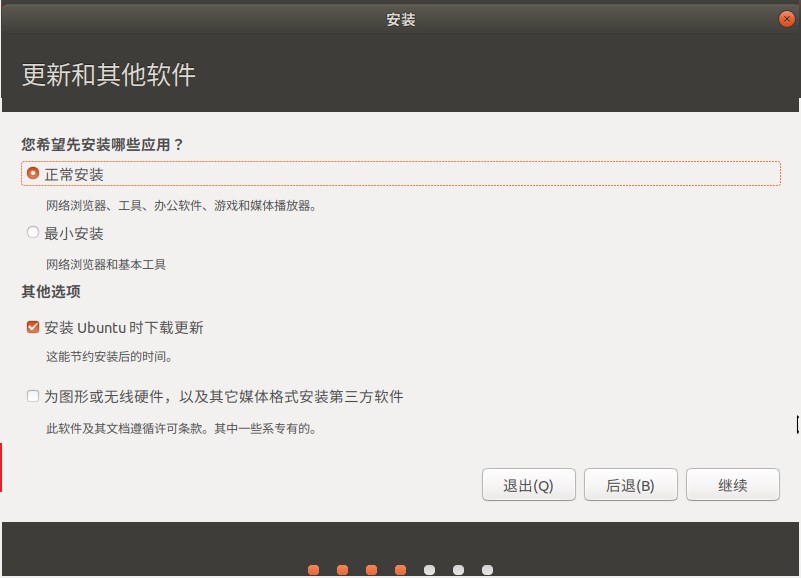 安装
更新和其他软件
您希望先安装哪些应用？
正常安装
网络浏览器、工具、办公软件、游戏和媒体播放器。
最小安装
网络浏览器和基本工具
其他选项
安装 Ubuntu 时下载更新
这能节约安装后的时间。
为图形或无线硬件，以及其它媒体格式安装第三方软件
此软件及其文档遵循许可条款。其中一些系专有的。
退出(Q) 后退(B) 继续